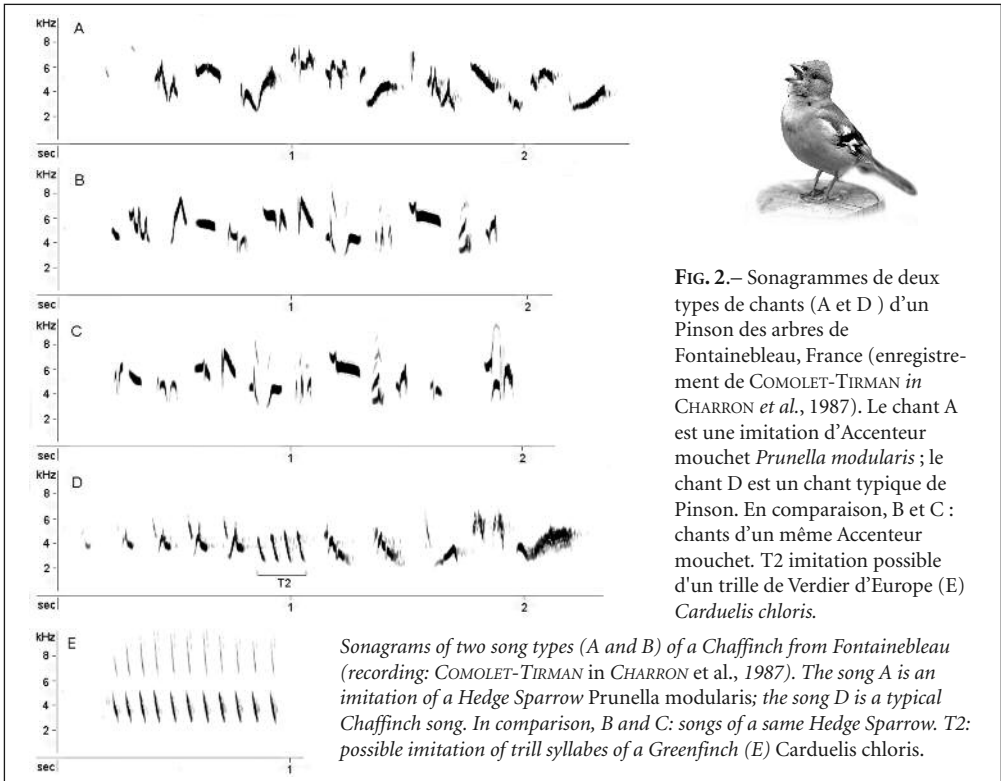 kHz
A
8
6
4
2
sec
1
2
kHz
B
8
6
4
2
sec
1
2
kHz
C
8
6
4
2
sec
1
2
kHz
D
8
6
4
2
T2
sec
1
2
kHz
E
8
6
4
2
sec
1
FIG. 2.– Sonagrammes de deux
types de chants (A et D ) d’un
Pinson des arbres de
Fontainebleau, France (enregistre-
ment de COMOLET-TIRMAN in
CHARRON et al., 1987). Le chant A
est une imitation d’Accenteur
mouchet Prunella modularis ; le
chant D est un chant typique de
Pinson. En comparaison, B et C :
chants d’un même Accenteur
mouchet. T2 imitation possible
d'un trille de Verdier d’Europe (E)
Carduelis chloris.
Sonagrams of two song types (A and B) of a Chaffinch from Fontainebleau
(recording: COMOLET-TIRMAN in CHARRON et al., 1987). The song A is an
imitation of a Hedge Sparrow Prunella modularis; the song D is a typical
Chaffinch song. In comparison, B and C: songs of a same Hedge Sparrow. T2:
possible imitation of trill syllabes of a Greenfinch (E) Carduelis chloris.